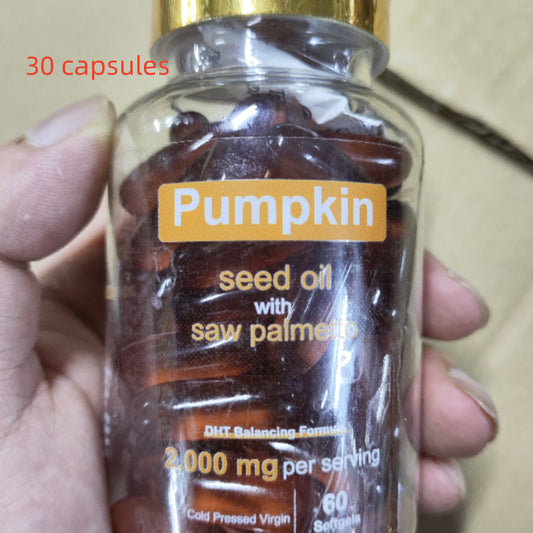 30 capsules
Pumpkin
seed oil
with
saw palmetto
DHT Balancing Formula
2,000 mg per serving
Cold Pressed Virgin
60
Softgels